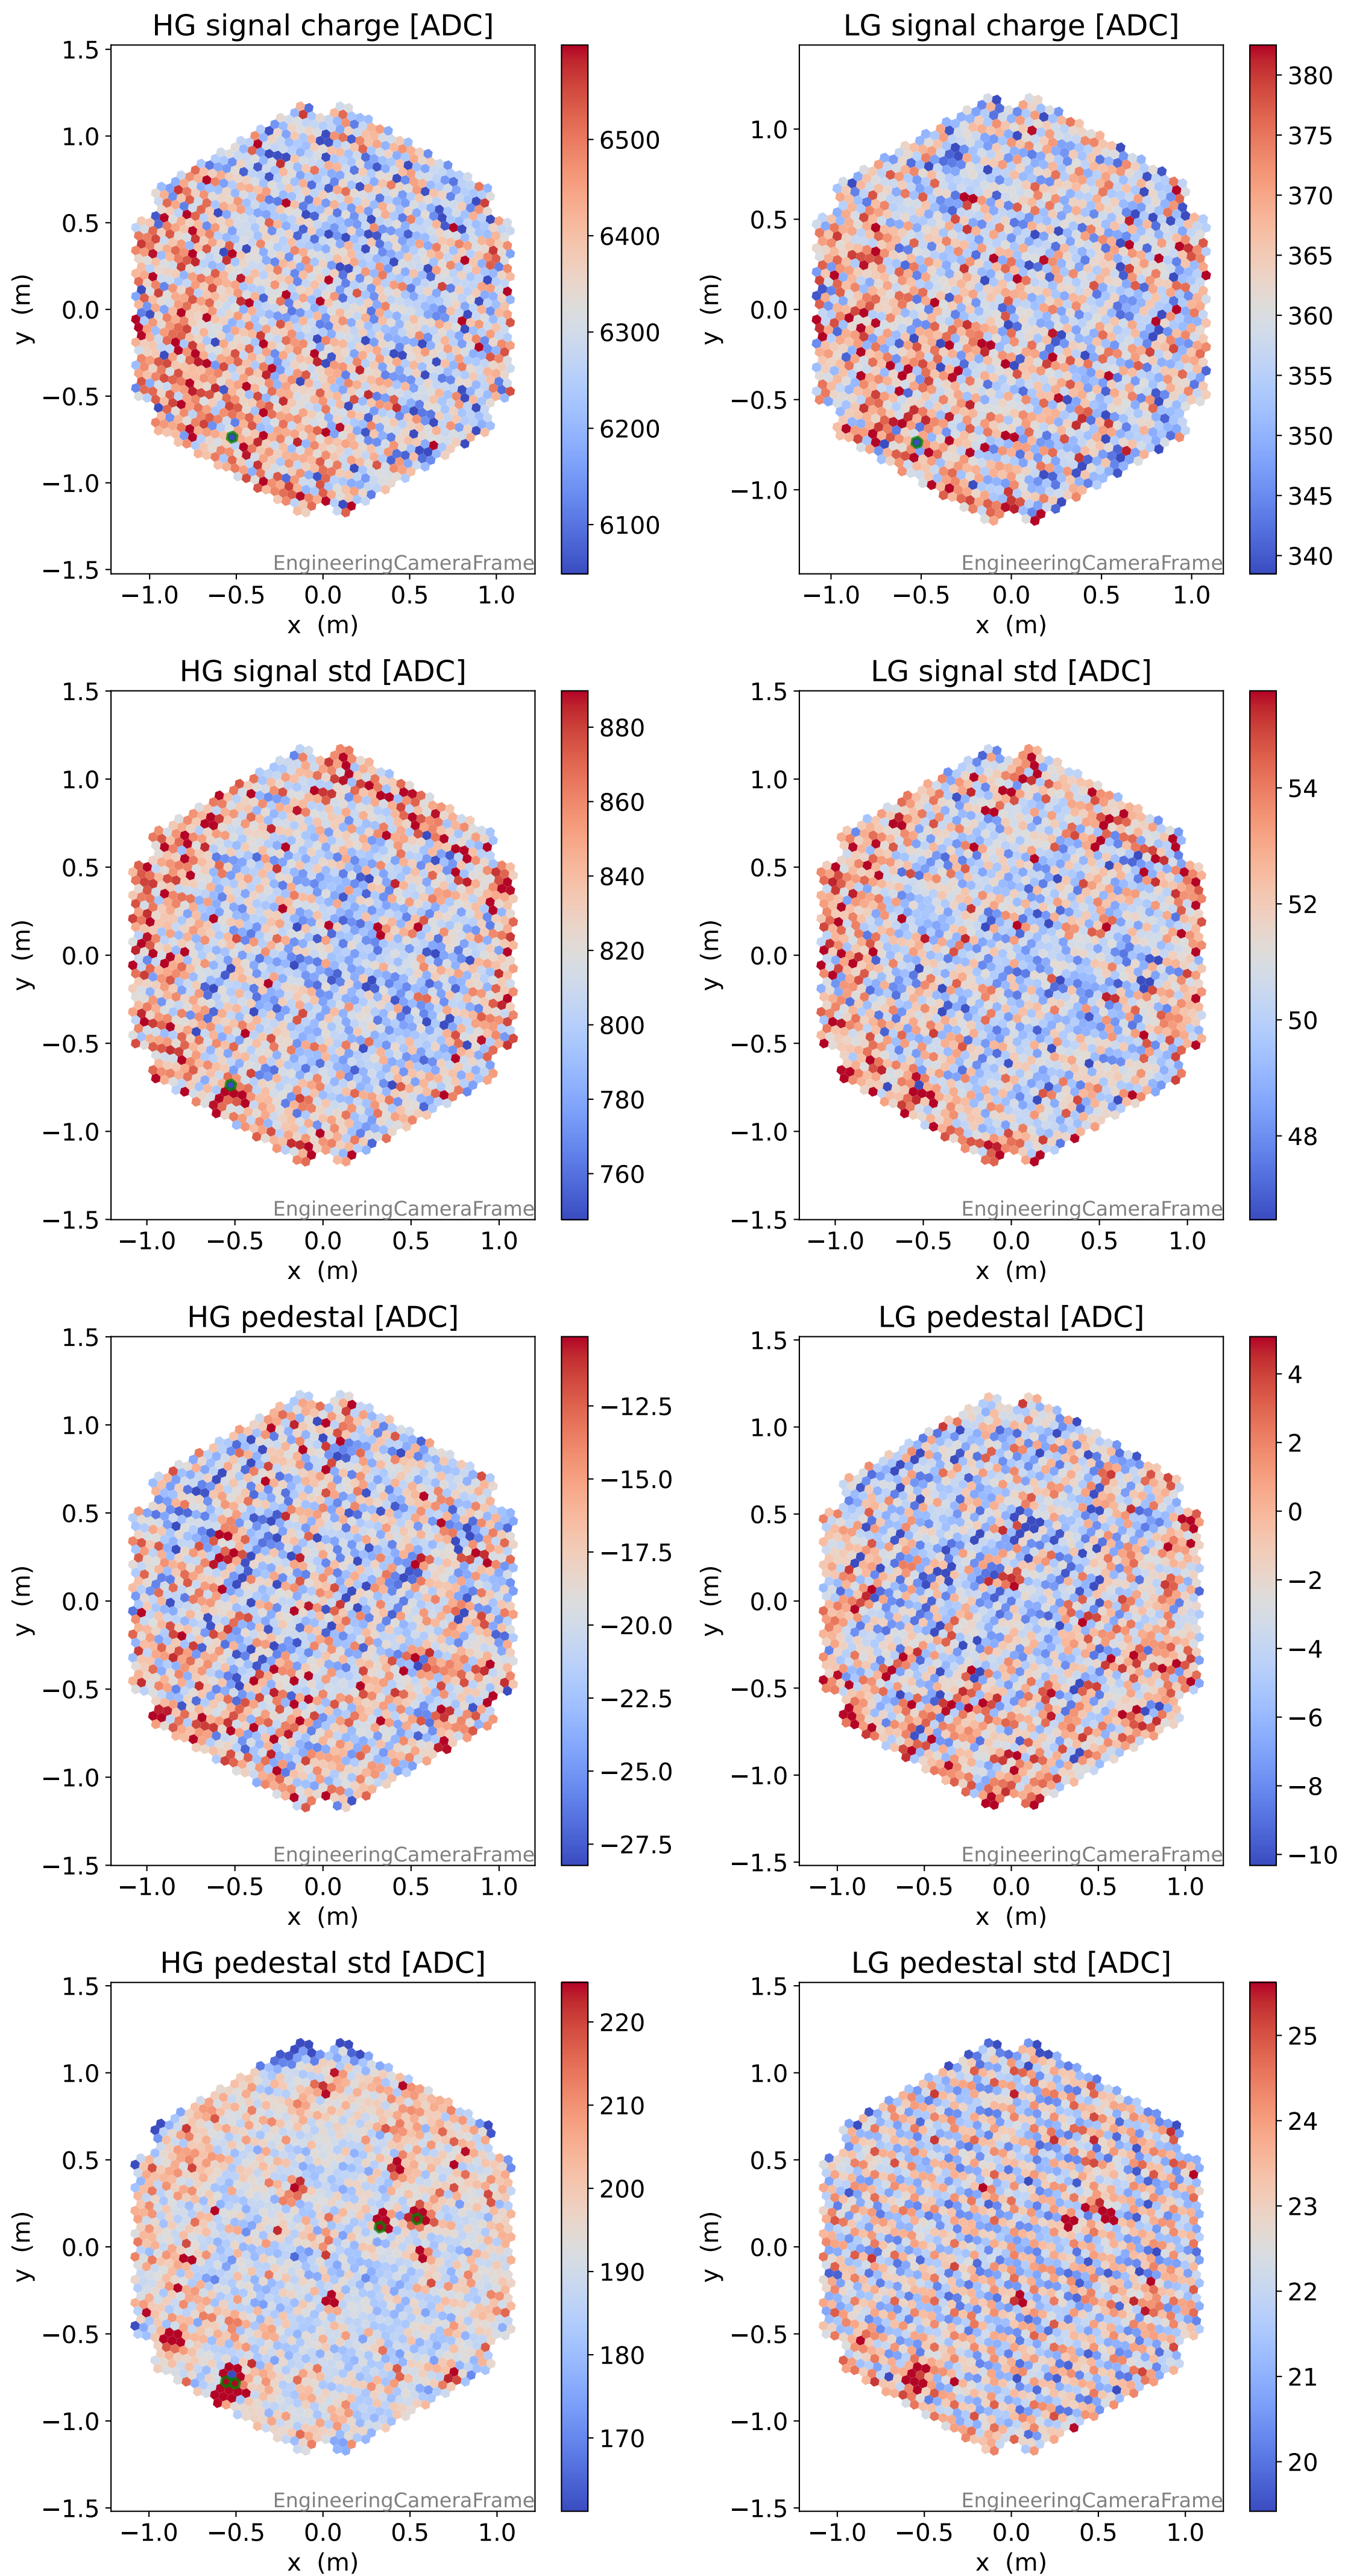 HG signal charge [ADC]
LG signal charge [ADC]
1.5
1.0
0.5
0.0
−0.5
−1.0
−1.5
y (m)
−1.0 −0.5 0.0 0.5 1.0
x (m)
EngineeringCameraFrame
6500
6400
6300
6200
6100
1.0
0.5
0.0
−0.5
−1.0
y (m)
−1.0 −0.5 0.0 0.5 1.0
x (m)
EngineeringCameraFrame
380
375
370
365
360
355
350
345
340
HG signal std [ADC]
LG signal std [ADC]
1.5
1.0
0.5
0.0
−0.5
−1.0
−1.5
y (m)
−1.0 −0.5 0.0 0.5 1.0
x (m)
EngineeringCameraFrame
880
860
840
820
800
780
760
1.5
1.0
0.5
0.0
−0.5
−1.0
−1.5
y (m)
−1.0 −0.5 0.0 0.5 1.0
x (m)
EngineeringCameraFrame
54
52
50
48
HG pedestal [ADC]
LG pedestal [ADC]
1.5
1.0
0.5
0.0
−0.5
−1.0
−1.5
y (m)
−1.0 −0.5 0.0 0.5 1.0
x (m)
EngineeringCameraFrame
−12.5
−15.0
−17.5
−20.0
−22.5
−25.0
−27.5
1.5
1.0
0.5
0.0
−0.5
−1.0
−1.5
y (m)
−1.0 −0.5 0.0 0.5 1.0
x (m)
EngineeringCameraFrame
4
2
0
−2
−4
−6
−8
−10
HG pedestal std [ADC]
LG pedestal std [ADC]
1.5
1.0
0.5
0.0
−0.5
−1.0
−1.5
y (m)
−1.0 −0.5 0.0 0.5 1.0
x (m)
EngineeringCameraFrame
220
210
200
190
180
170
1.5
1.0
0.5
0.0
−0.5
−1.0
−1.5
y (m)
−1.0 −0.5 0.0 0.5 1.0
x (m)
EngineeringCameraFrame
25
24
23
22
21
20